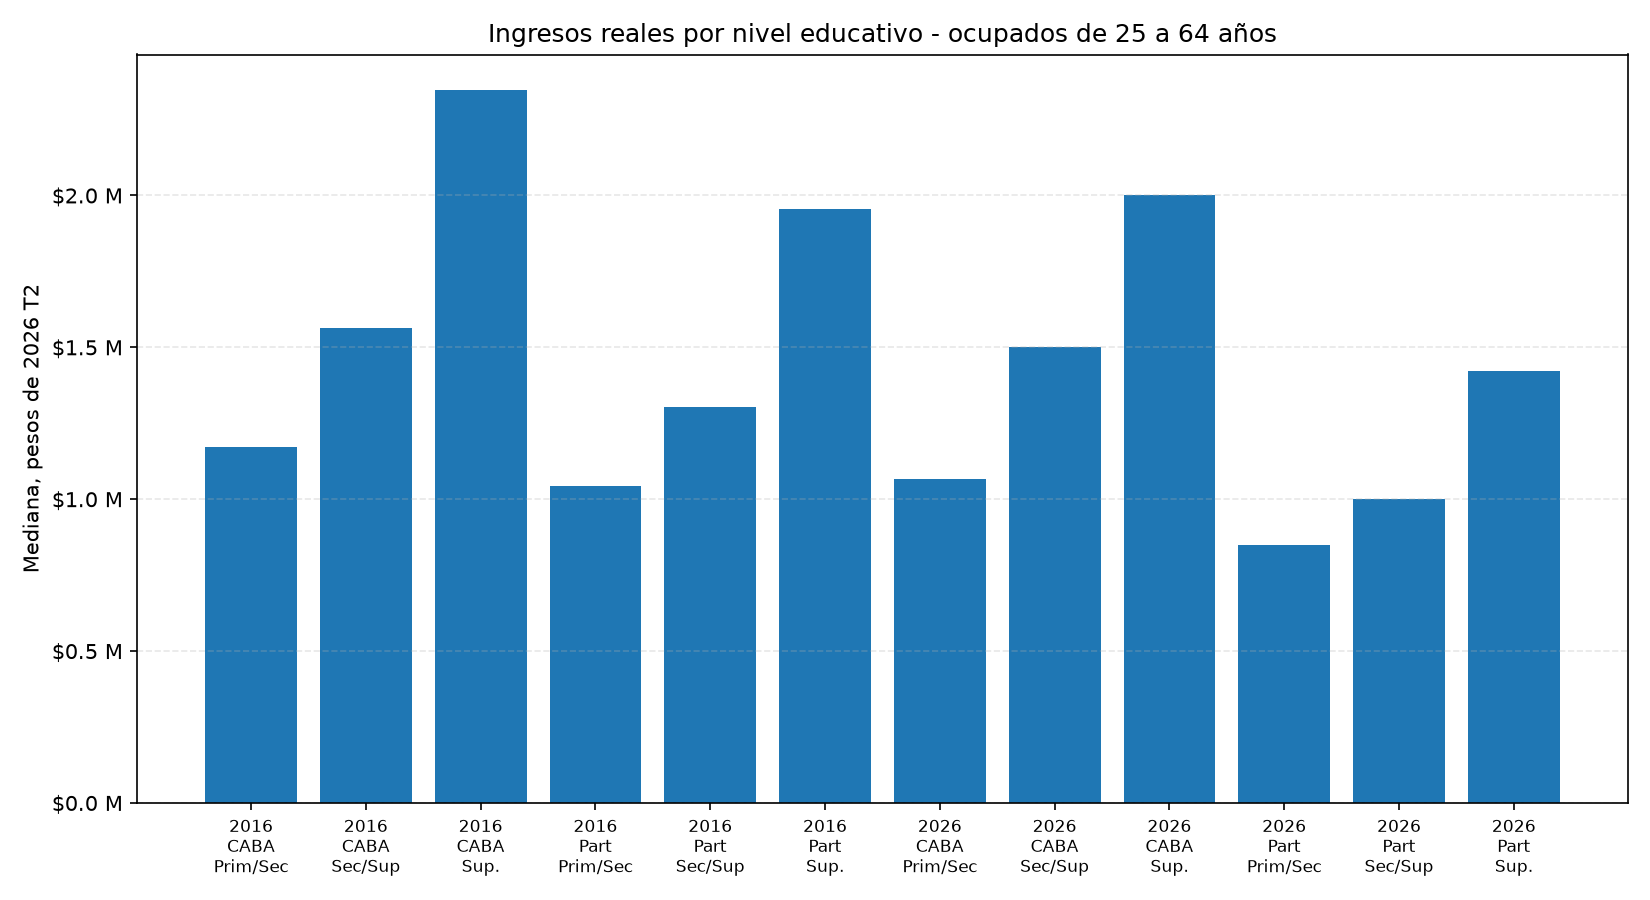 Ingresos reales por nivel educativo - ocupados de 25 a 64 años
Mediana, pesos de 2026 T2
$2.0 M
$1.5 M
$1.0 M
$0.5 M
$0.0 M
2016
CABA
Prim/Sec
2016
CABA
Sec/Sup
2016
CABA
Sup.
2016
Part
Prim/Sec
2016
Part
Sec/Sup
2016
Part
Sup.
2026
CABA
Prim/Sec
2026
CABA
Sec/Sup
2026
CABA
Sup.
2026
Part
Prim/Sec
2026
Part
Sec/Sup
2026
Part
Sup.